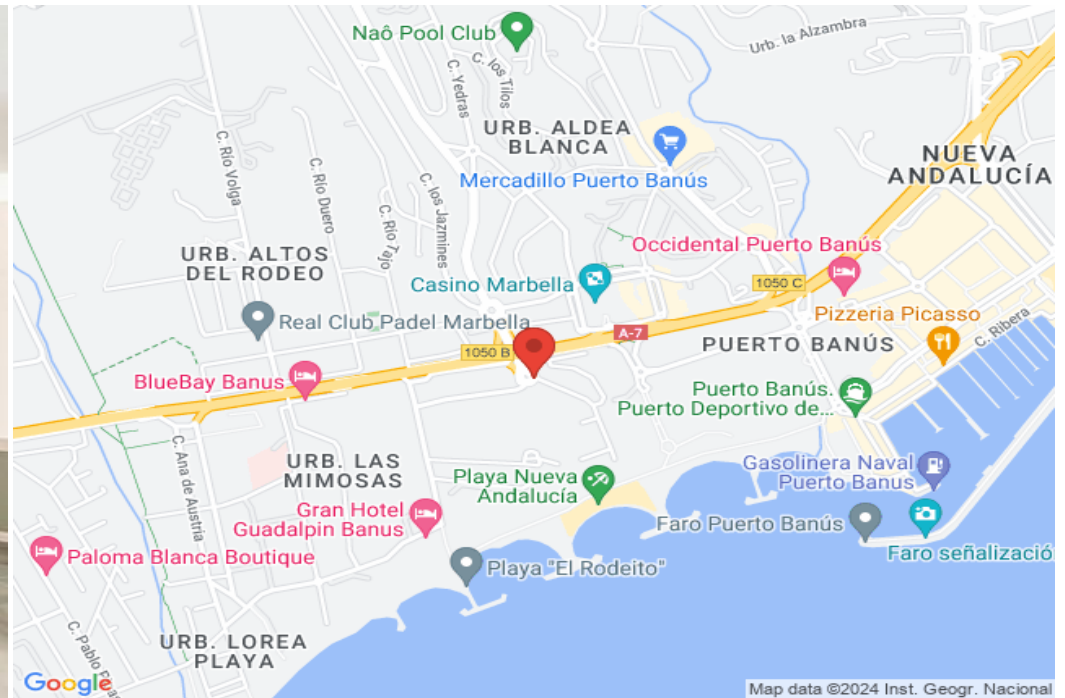 Naô Pool Club
Urb. la Alzambra
C. Yedras
C. los Tilos
URB. ALDEA
BLANCA
Mercadillo Puerto Banús
NUEVA
ANDALUCÍA
C. Río Volga
C. Río Duero
C. Río Tajo
C. los Jazmines
URB. ALTOS
DEL RODEO
Occidental Puerto Banús
Casino Marbella
1050 C
Real Club Padel Marbella
A-7
Pizzeria Picasso
C. Ribera
1050 B
PUERTO BANÚS
BlueBay Banus
Puerto Banús.
Puerto Deportivo de...
C. Ana de Austria
URB. LAS
MIMOSAS
Playa Nueva
Andalucía
Gasolinera Naval
Puerto Banus
Gran Hotel
Guadalpin Banus
Faro Puerto Banús
Paloma Blanca Boutique
Playa "El Rodeito"
Faro señalizació
URB. LOREA
PLAYA
C. Pablo
Google
Map data ©2024 Inst. Geogr. Nacional